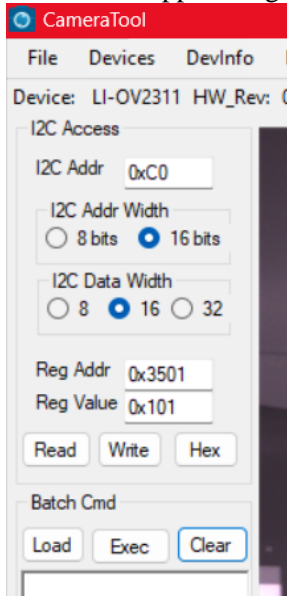 CameraTool
File Devices DevInfo
Device: LI-OV2311 HW_Rev:
I2C Access
I2C Addr 0xC0
I2C Addr Width
8 bits 16 bits
I2C Data Width
8 16 32
Reg Addr 0x3501
Reg Value 0x101
Read Write Hex
Batch Cmd
Load Exec Clear